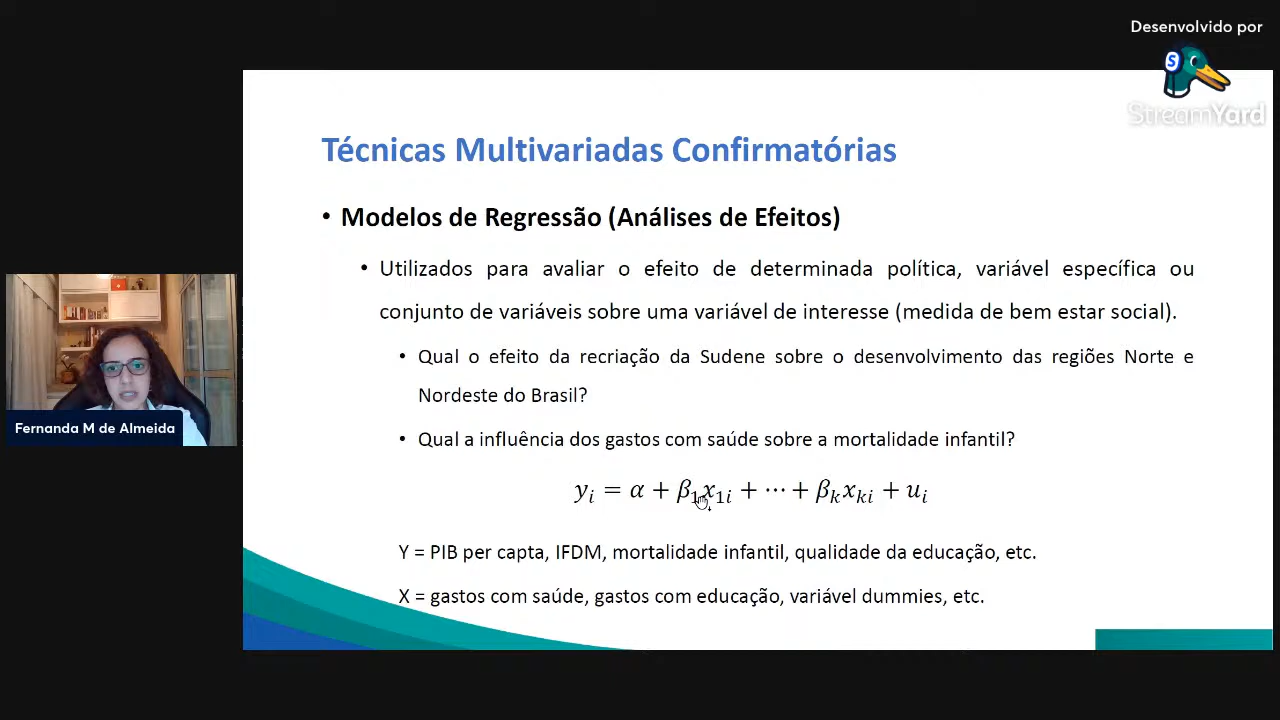 Desenvolvido por
StreamYard
Técnicas Multivariadas Confirmatórias
• Modelos de Regressão (Análises de Efeitos)
• Utilizados para avaliar o efeito de determinada política, variável específica ou
conjunto de variáveis sobre uma variável de interesse (medida de bem estar social).
• Qual o efeito da recriação da Sudene sobre o desenvolvimento das regiões Norte e
Nordeste do Brasil?
• Qual a influência dos gastos com saúde sobre a mortalidade infantil?
Fernanda M de Almeida
yᵢ = α + β₁x₁ᵢ + ⋯ + βₖxₖᵢ + uᵢ
Y = PIB per capta, IFDM, mortalidade infantil, qualidade da educação, etc.
X = gastos com saúde, gastos com educação, variável dummies, etc.